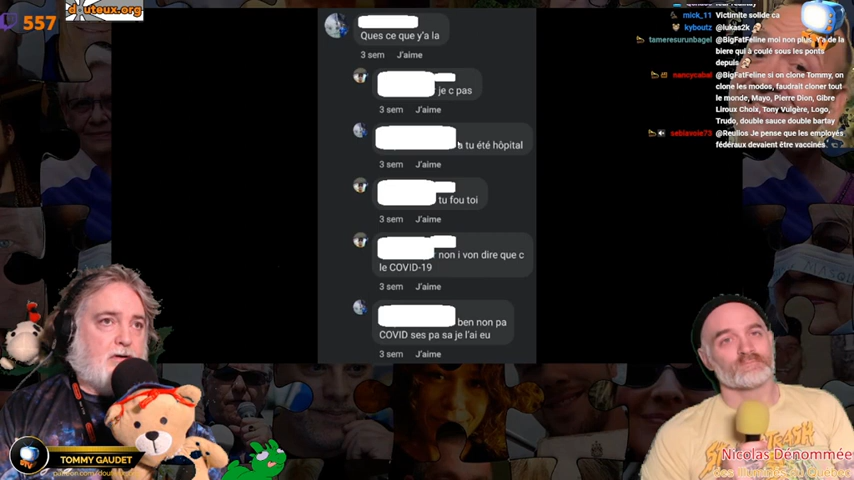 557
douteux.org
Ques ce que y'a la
3 sem J'aime
je c pas
3 sem J'aime
a tu été hôpital
3 sem J'aime
tu fou toi
3 sem J'aime
non i von dire que c
le COVID-19
3 sem J'aime
ben non pa
COVID ses pa sa je l'ai eu
3 sem J'aime
mick_11 Victimite solide ca
kyboutz @lukas2k
tameresurunbagel @BigFatFeline moi non plus. Y'a de la
biere qui à coulé sous les ponts
depuis
nancycabal @BigFatFeline si on clone Tommy, on
clone les modos, faudrait cloner tout
le monde, Mayo, Pierre Dion, Gibre
Liroux Choix, Tony Vulgère, Logo,
Trudo, double sauce double bartay
seblavoie73 @Reulios Je pense que les employés
fédéraux devaient être vaccinés.
TOMMY GAUDET
DTV
Nicolas Dénommée